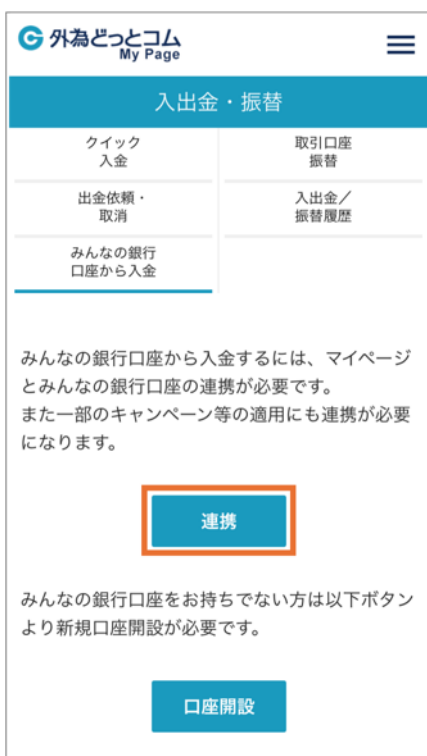 外為どっとコム
My Page
入出金・振替
クイック
入金
取引口座
振替
出金依頼・
取消
入出金／
振替履歴
みんなの銀行
口座から入金
みんなの銀行口座から入金するには、マイページ
とみんなの銀行口座の連携が必要です。
また一部のキャンペーン等の適用にも連携が必要
になります。
連携
みんなの銀行口座をお持ちでない方は以下ボタン
より新規口座開設が必要です。
口座開設